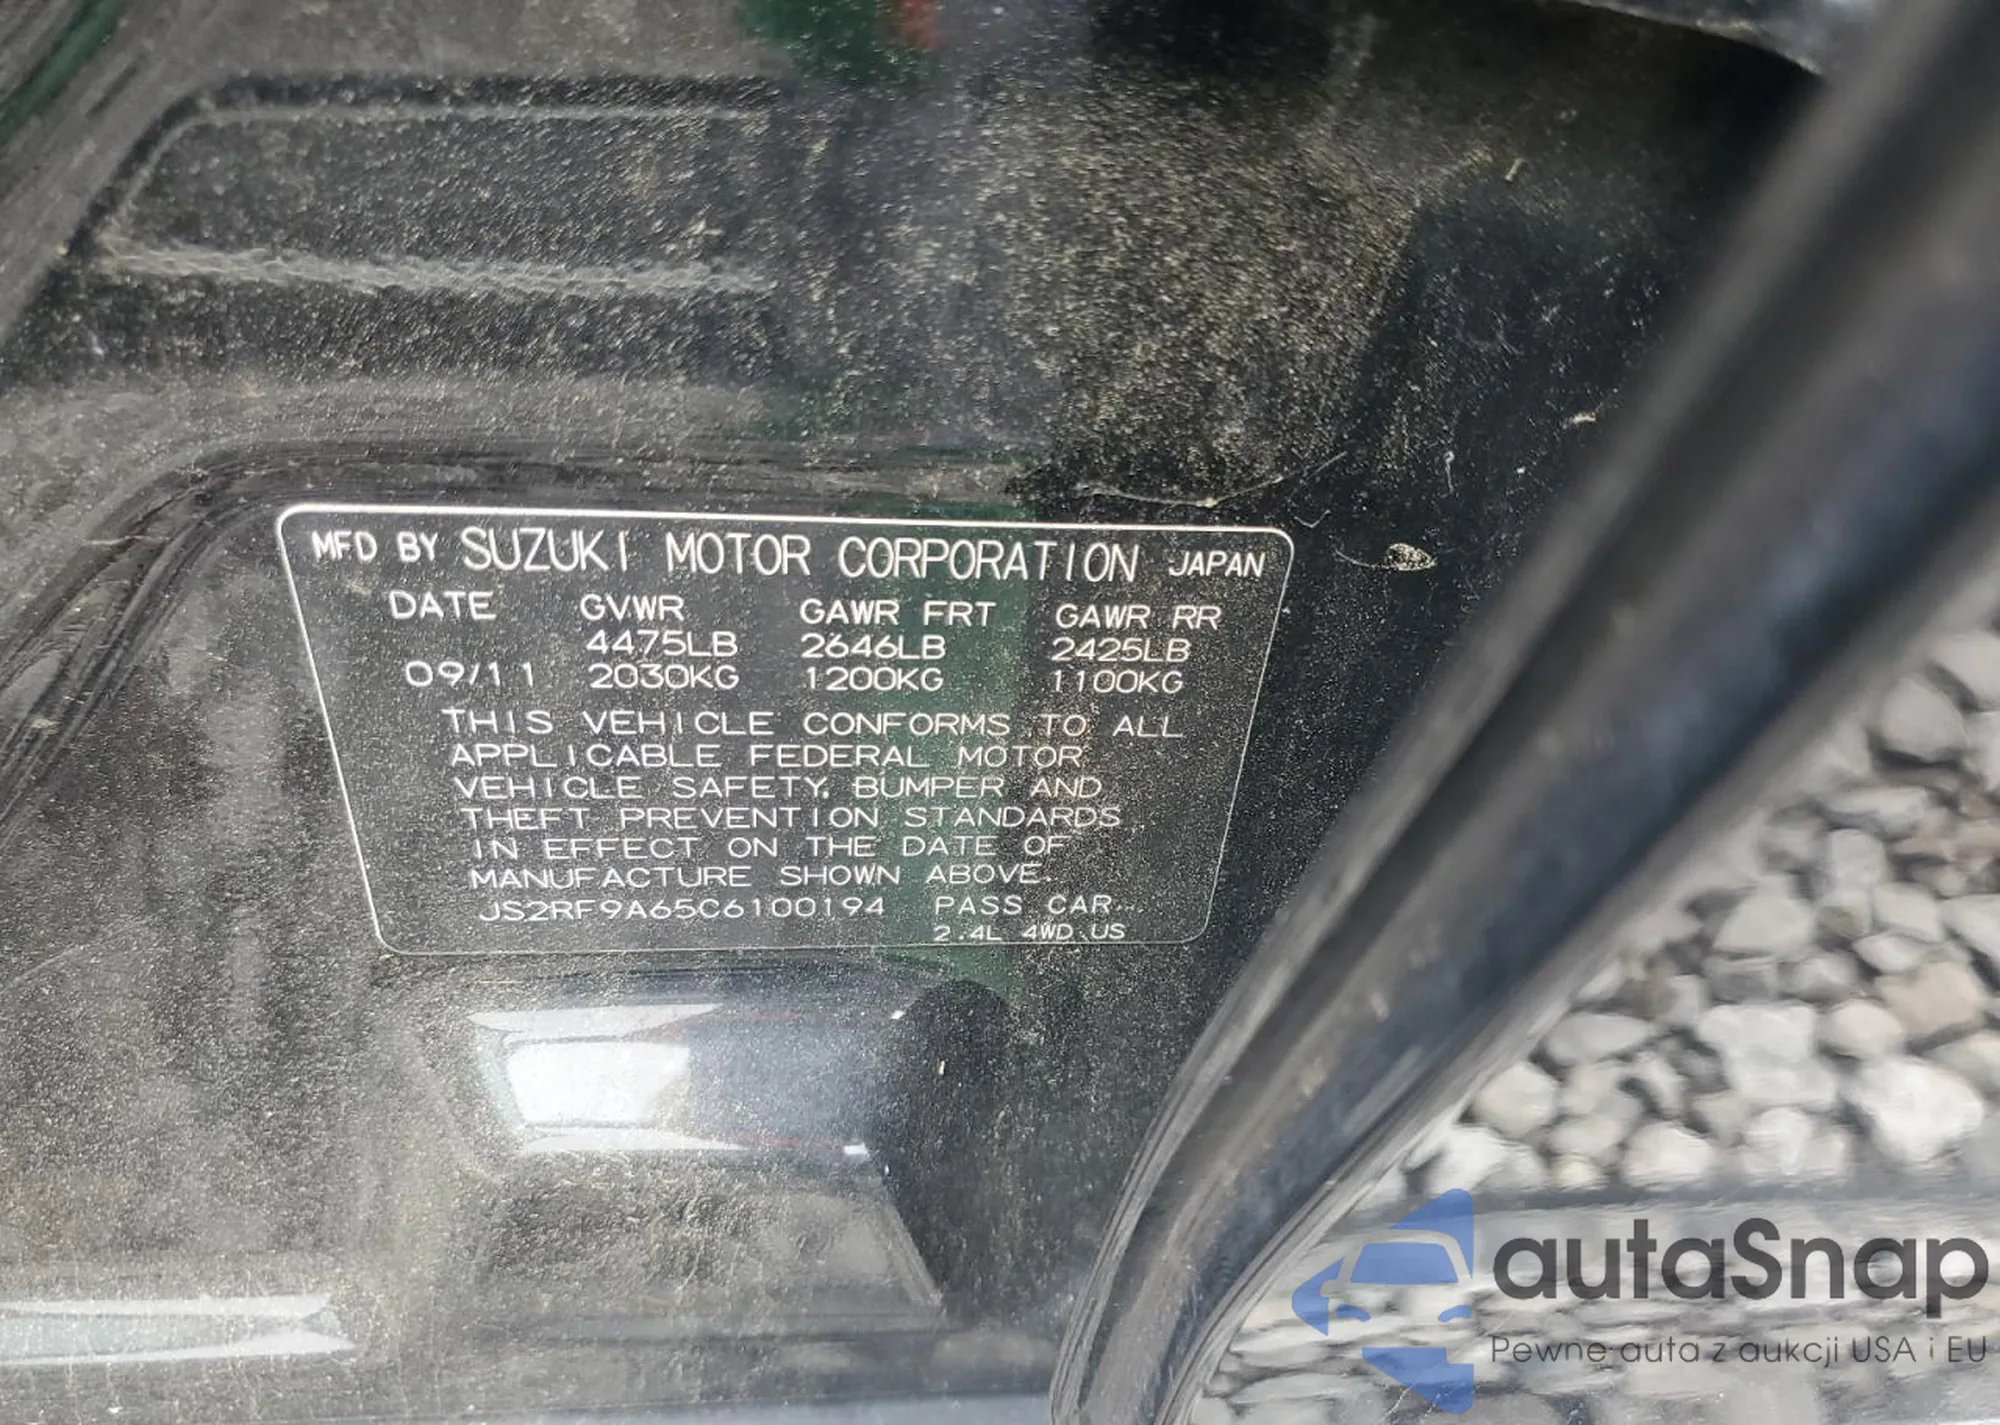 MFD BY SUZUKI MOTOR CORPORATION JAPAN
DATE GVWR GAWR FRT GAWR RR
4475LB 2646LB 2425LB
09/11 2030KG 1200KG 1100KG
THIS VEHICLE CONFORMS TO ALL
APPLICABLE FEDERAL MOTOR
VEHICLE SAFETY, BUMPER AND
THEFT PREVENTION STANDARDS
IN EFFECT ON THE DATE OF
MANUFACTURE SHOWN ABOVE.
JS2RF9A65C6100194 PASS CAR
2.4L 4WD US
autaSnap
Pewne auta z aukcji USA i EU